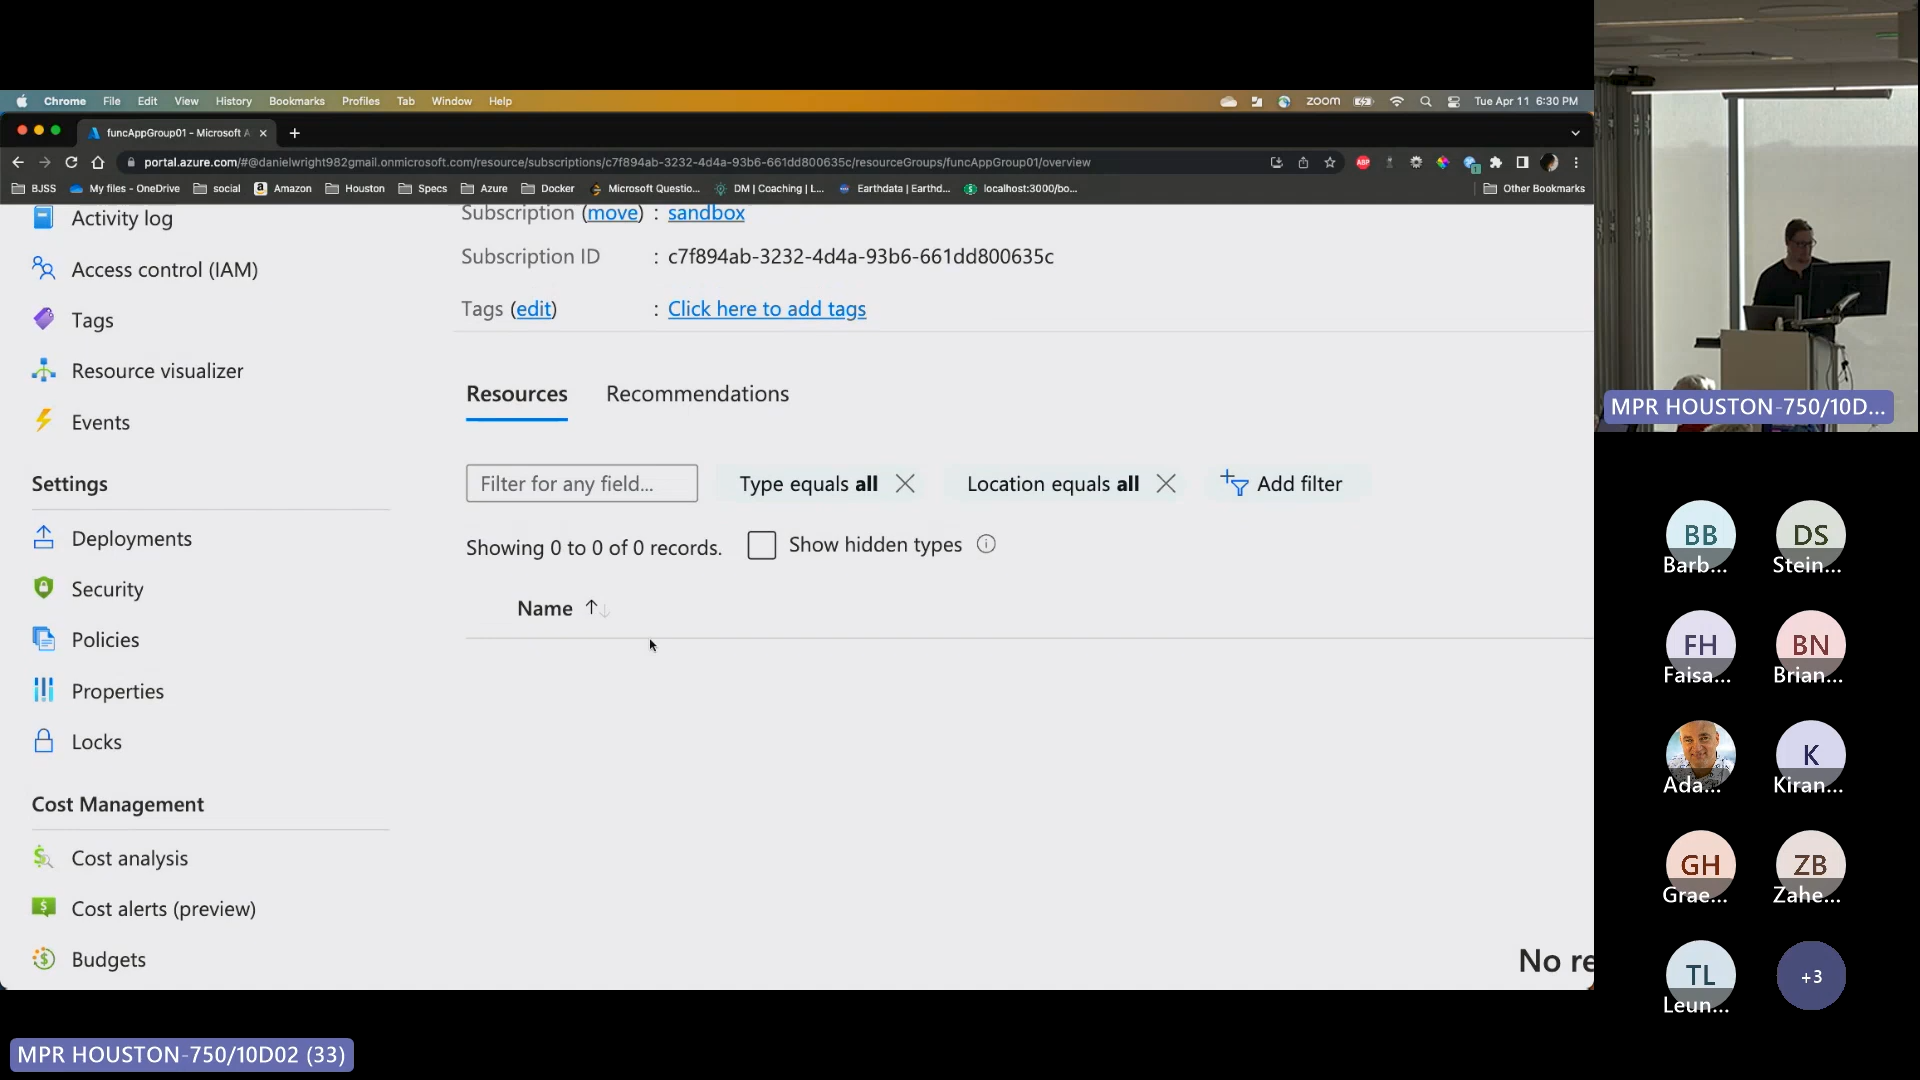 Chrome File Edit View History Bookmarks Profiles Tab Window Help
zoom Tue Apr 11 6:30 PM
funcAppGroup01 - Microsoft A
portal.azure.com/#@danielwright982gmail.onmicrosoft.com/resource/subscriptions/c7f894ab-3232-4d4a-93b6-661dd800635c/resourceGroups/funcAppGroup01/overview
ABP
1
BJSS My files - OneDrive social Amazon Houston Specs Azure Docker Microsoft Questio... DM | Coaching | L... Earthdata | Earthd... localhost:3000/bo... Other Bookmarks
Activity log
Access control (IAM)
Tags
Resource visualizer
Events
Settings
Deployments
Security
Policies
Properties
Locks
Cost Management
Cost analysis
Cost alerts (preview)
Budgets
Subscription (move) : sandbox
Subscription ID : c7f894ab-3232-4d4a-93b6-661dd800635c
Tags (edit) : Click here to add tags
Resources Recommendations
Filter for any field... Type equals all Location equals all Add filter
Showing 0 to 0 of 0 records. Show hidden types
Name
No re
MPR HOUSTON-750/10D...
BB DS
Barb... Stein...
FH BN
Faisa... Brian...
K
Ada... Kiran...
GH ZB
Grae... Zahe...
TL +3
Leun...
MPR HOUSTON-750/10D02 (33)